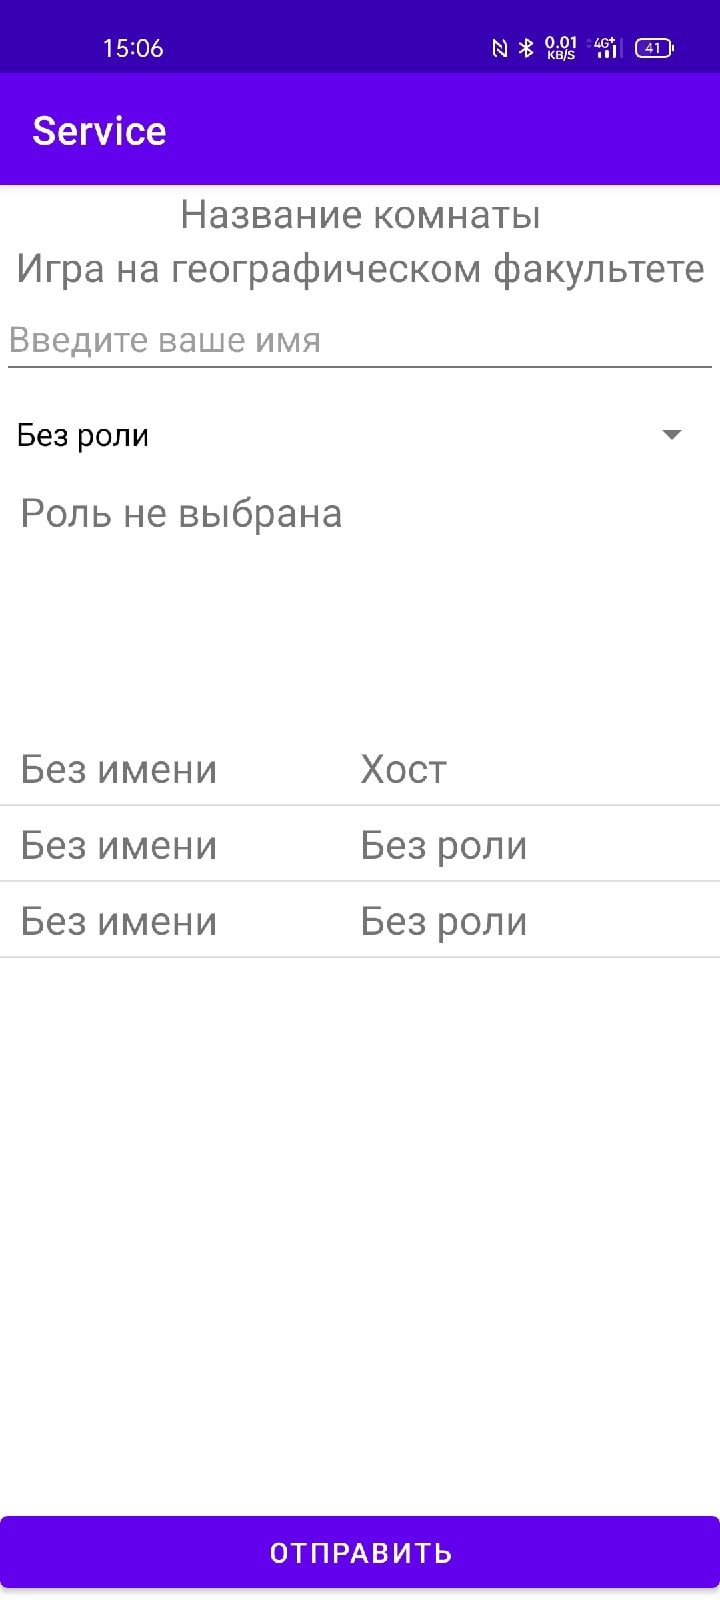 15:06 0.01 KB/S 4G+ 41
Service
Название комнаты
Игра на географическом факультете
Введите ваше имя
Без роли
Роль не выбрана
Без имени Хост
Без имени Без роли
Без имени Без роли
ОТПРАВИТЬ